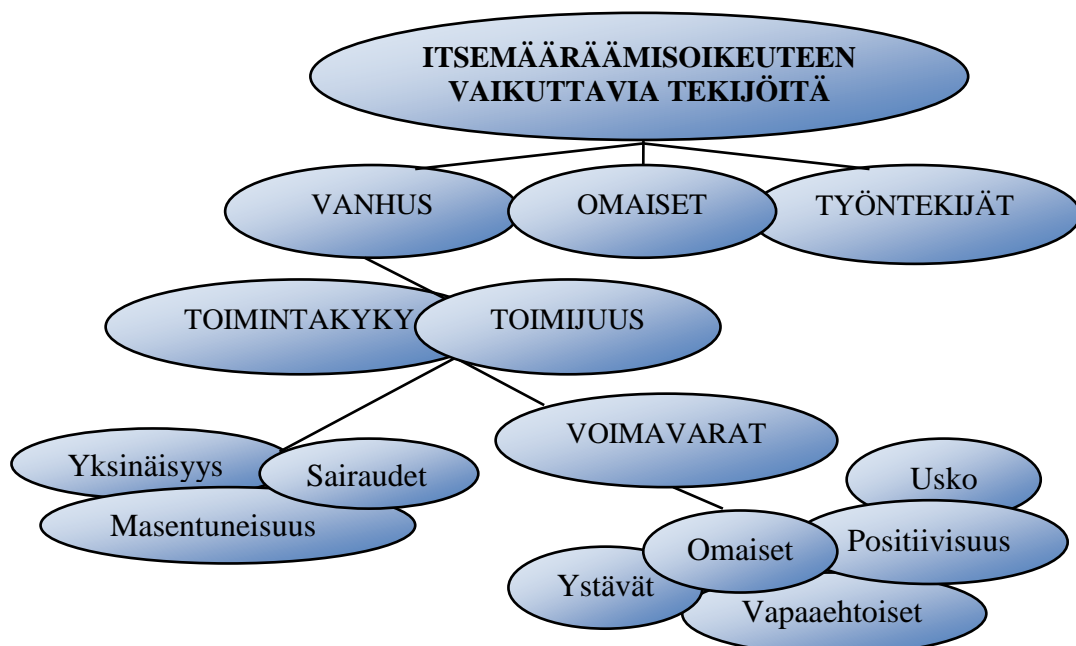 ITSEMÄÄRÄÄMISOIKEUTEEN
VAIKUTTAVIA TEKIJÖITÄ
VANHUS
OMAISET
TYÖNTEKIJÄT
TOIMINTAKYKY
TOIMIJUUS
VOIMAVARAT
Yksinäisyys
Sairaudet
Masentuneisuus
Usko
Positiivisuus
Omaiset
Ystävät
Vapaaehtoiset